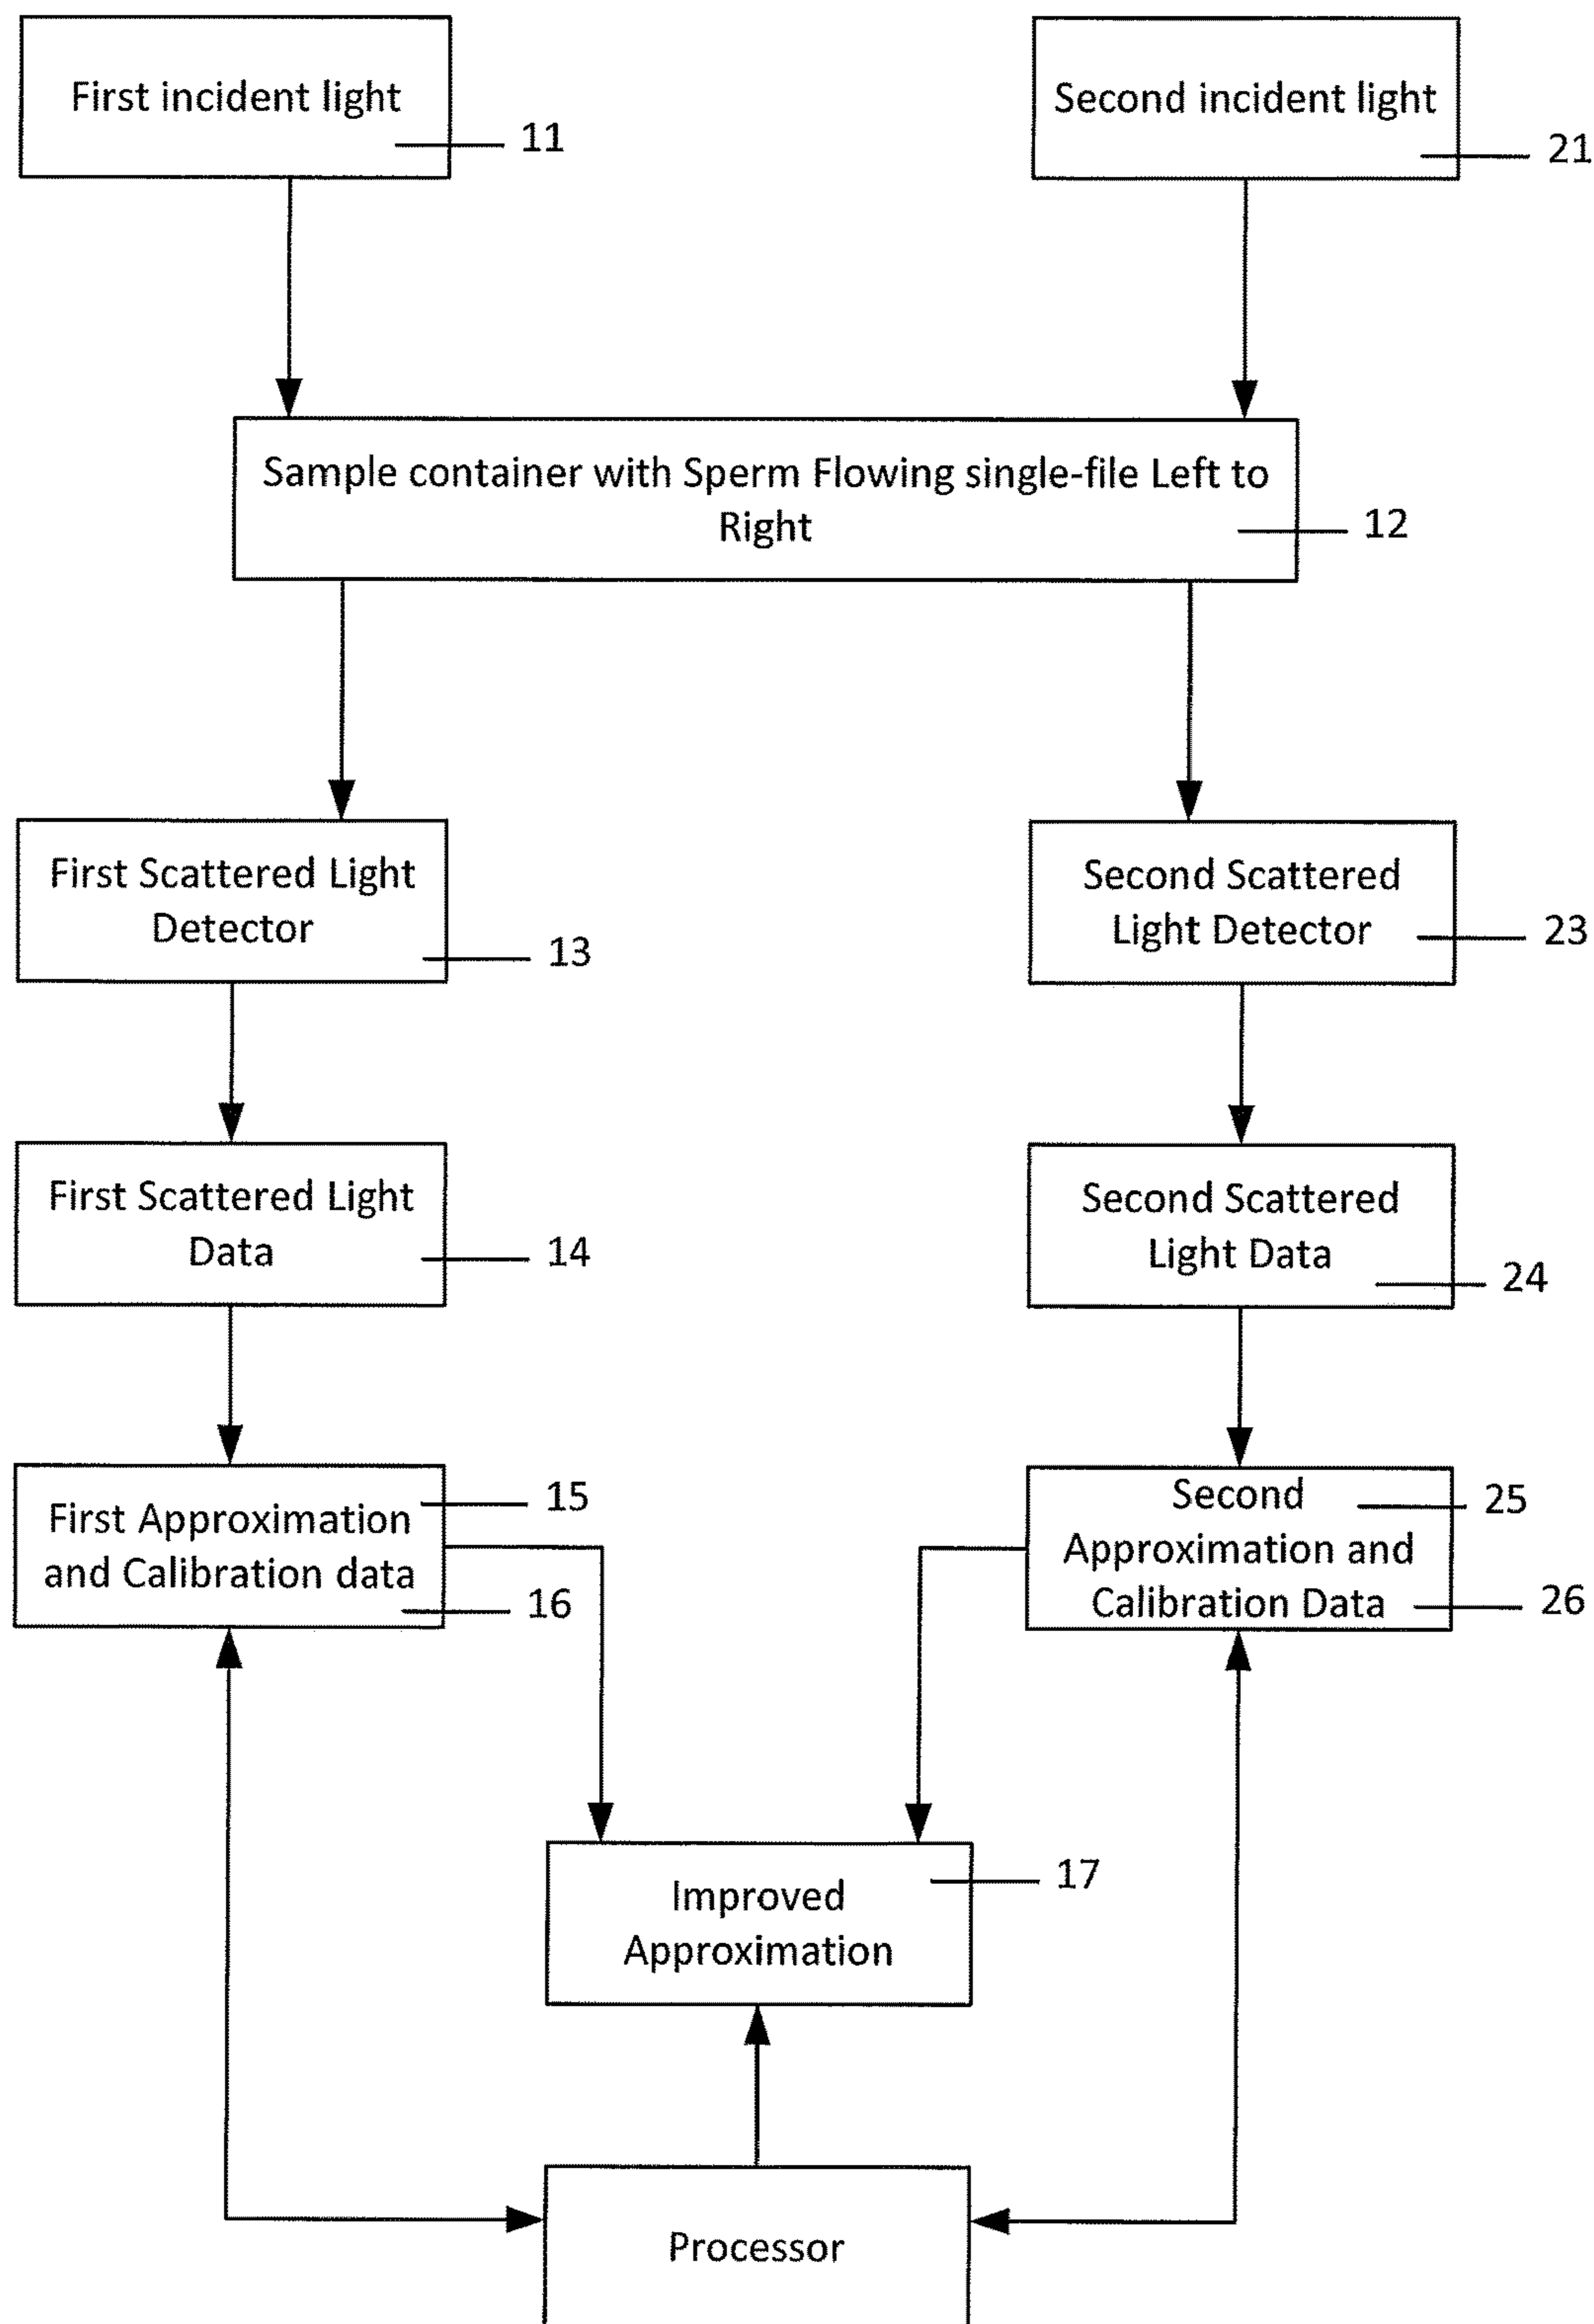 First incident light
11
Second incident light
21
Sample container with Sperm Flowing single-file Left to
Right
12
First Scattered Light
Detector
13
Second Scattered
Light Detector
23
First Scattered Light
Data
14
Second Scattered
Light Data
24
First Approximation
and Calibration data
15
16
Second
Approximation and
Calibration Data
25
26
Improved
Approximation
17
Processor